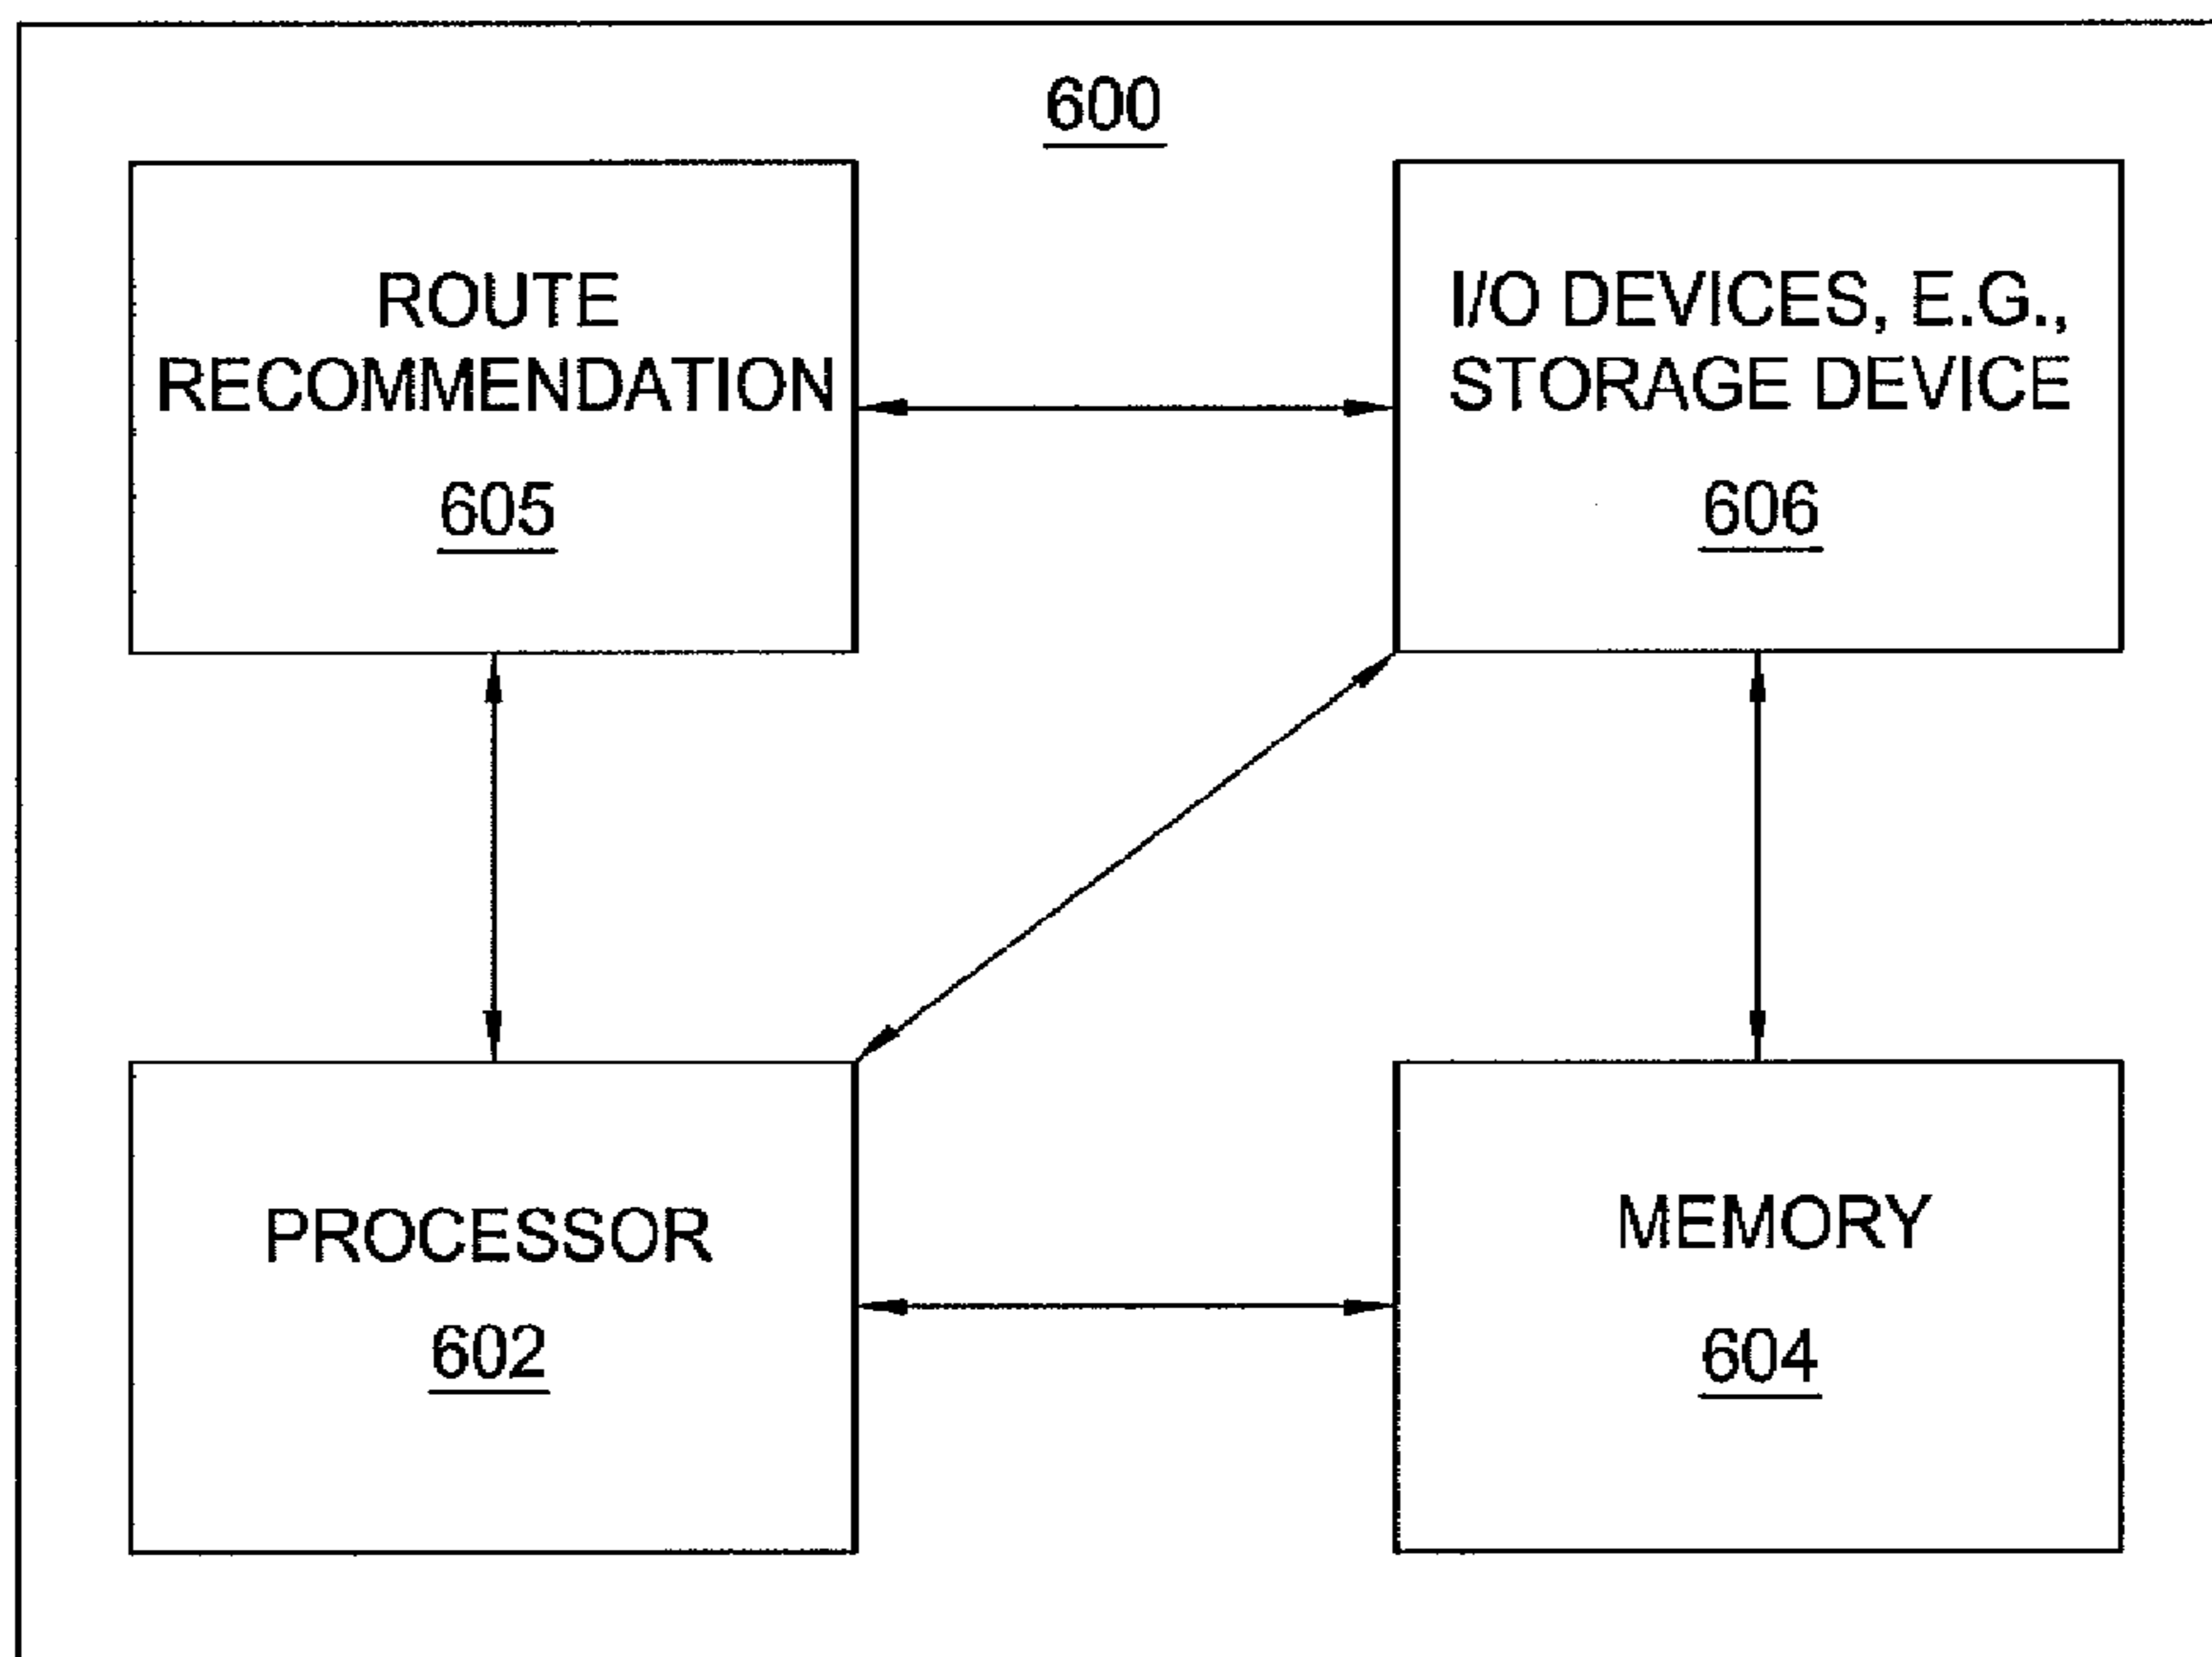 600
ROUTE
RECOMMENDATION
605
I/O DEVICES, E.G.,
STORAGE DEVICE
606
PROCESSOR
602
MEMORY
604